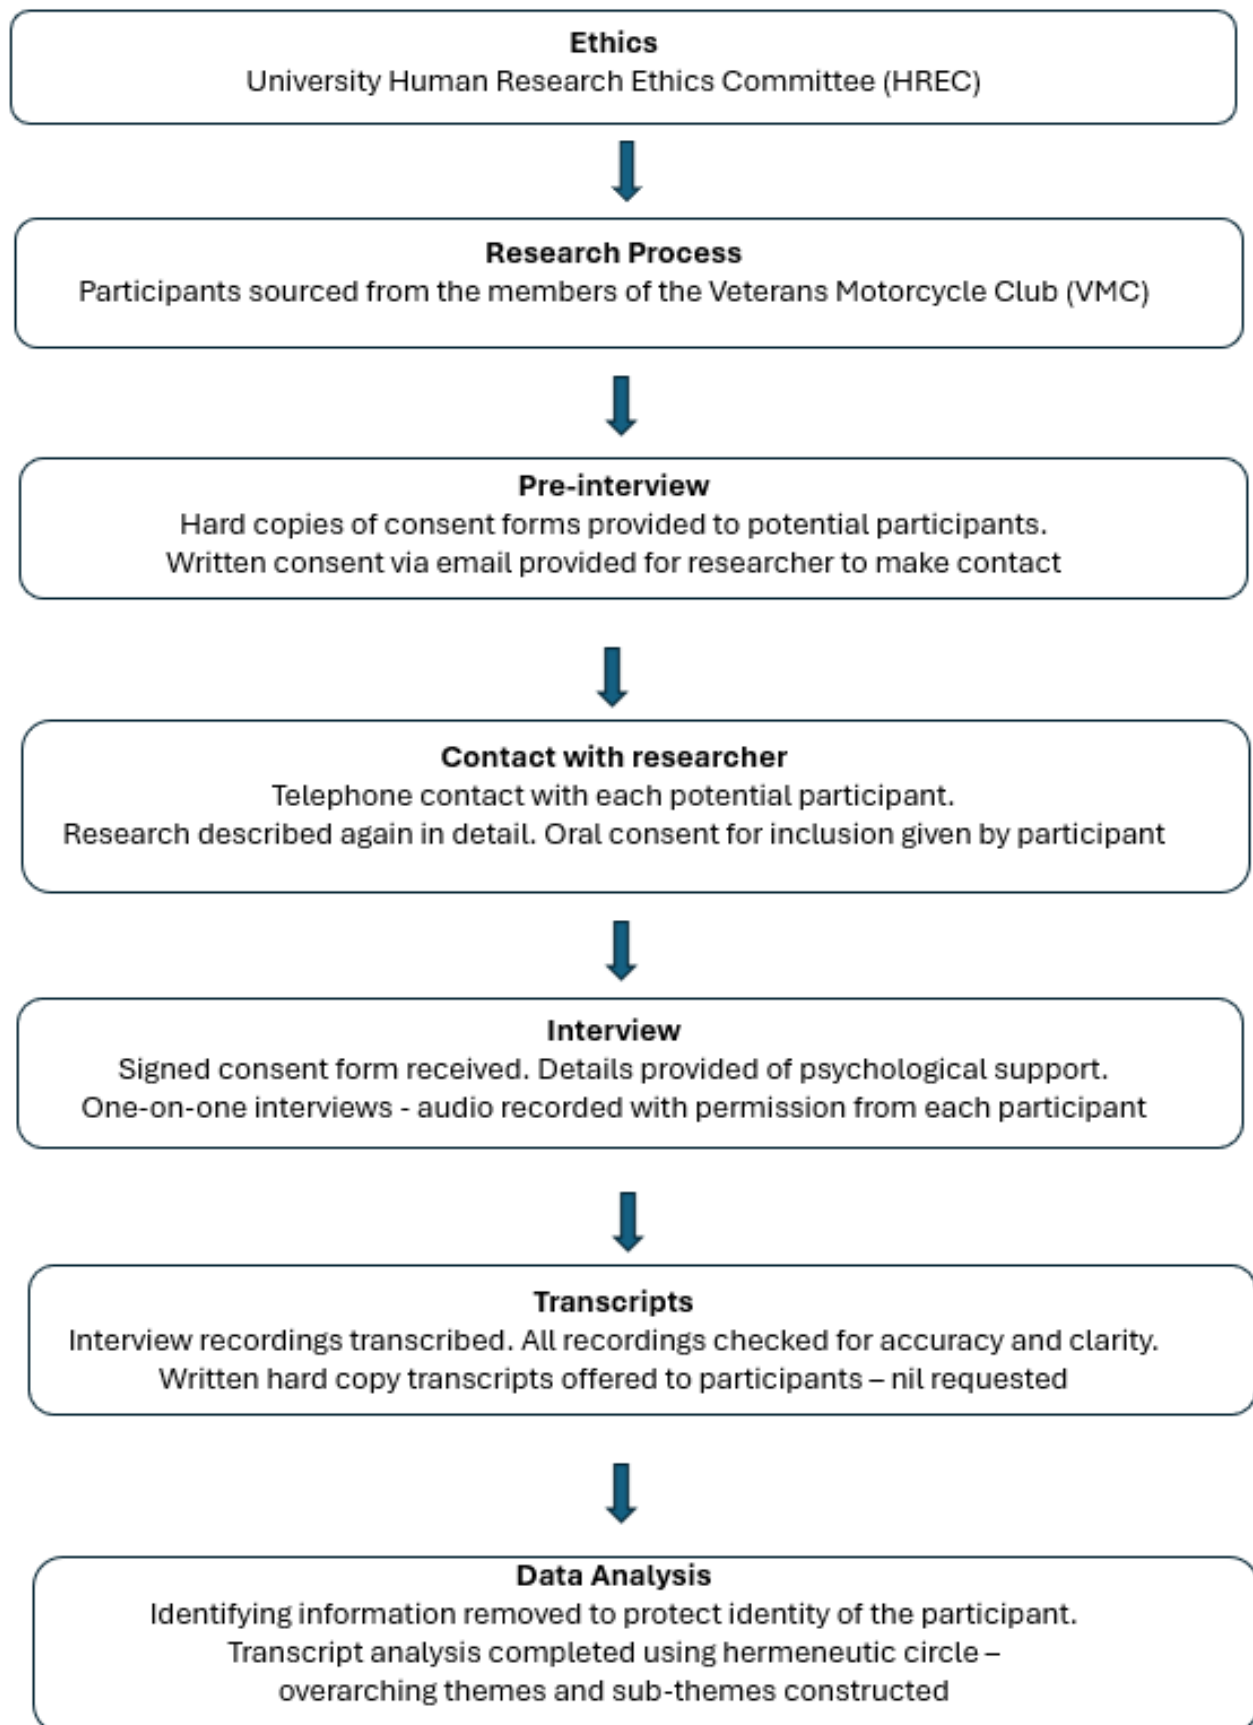 Ethics
University Human Research Ethics Committee (HREC)
Research Process
Participants sourced from the members of the Veterans Motorcycle Club (VMC)
Pre-interview
Hard copies of consent forms provided to potential participants.
Written consent via email provided for researcher to make contact
Contact with researcher
Telephone contact with each potential participant.
Research described again in detail. Oral consent for inclusion given by participant
Interview
Signed consent form received. Details provided of psychological support.
One-on-one interviews - audio recorded with permission from each participant
Transcripts
Interview recordings transcribed. All recordings checked for accuracy and clarity.
Written hard copy transcripts offered to participants – nil requested
Data Analysis
Identifying information removed to protect identity of the participant.
Transcript analysis completed using hermeneutic circle –
overarching themes and sub-themes constructed